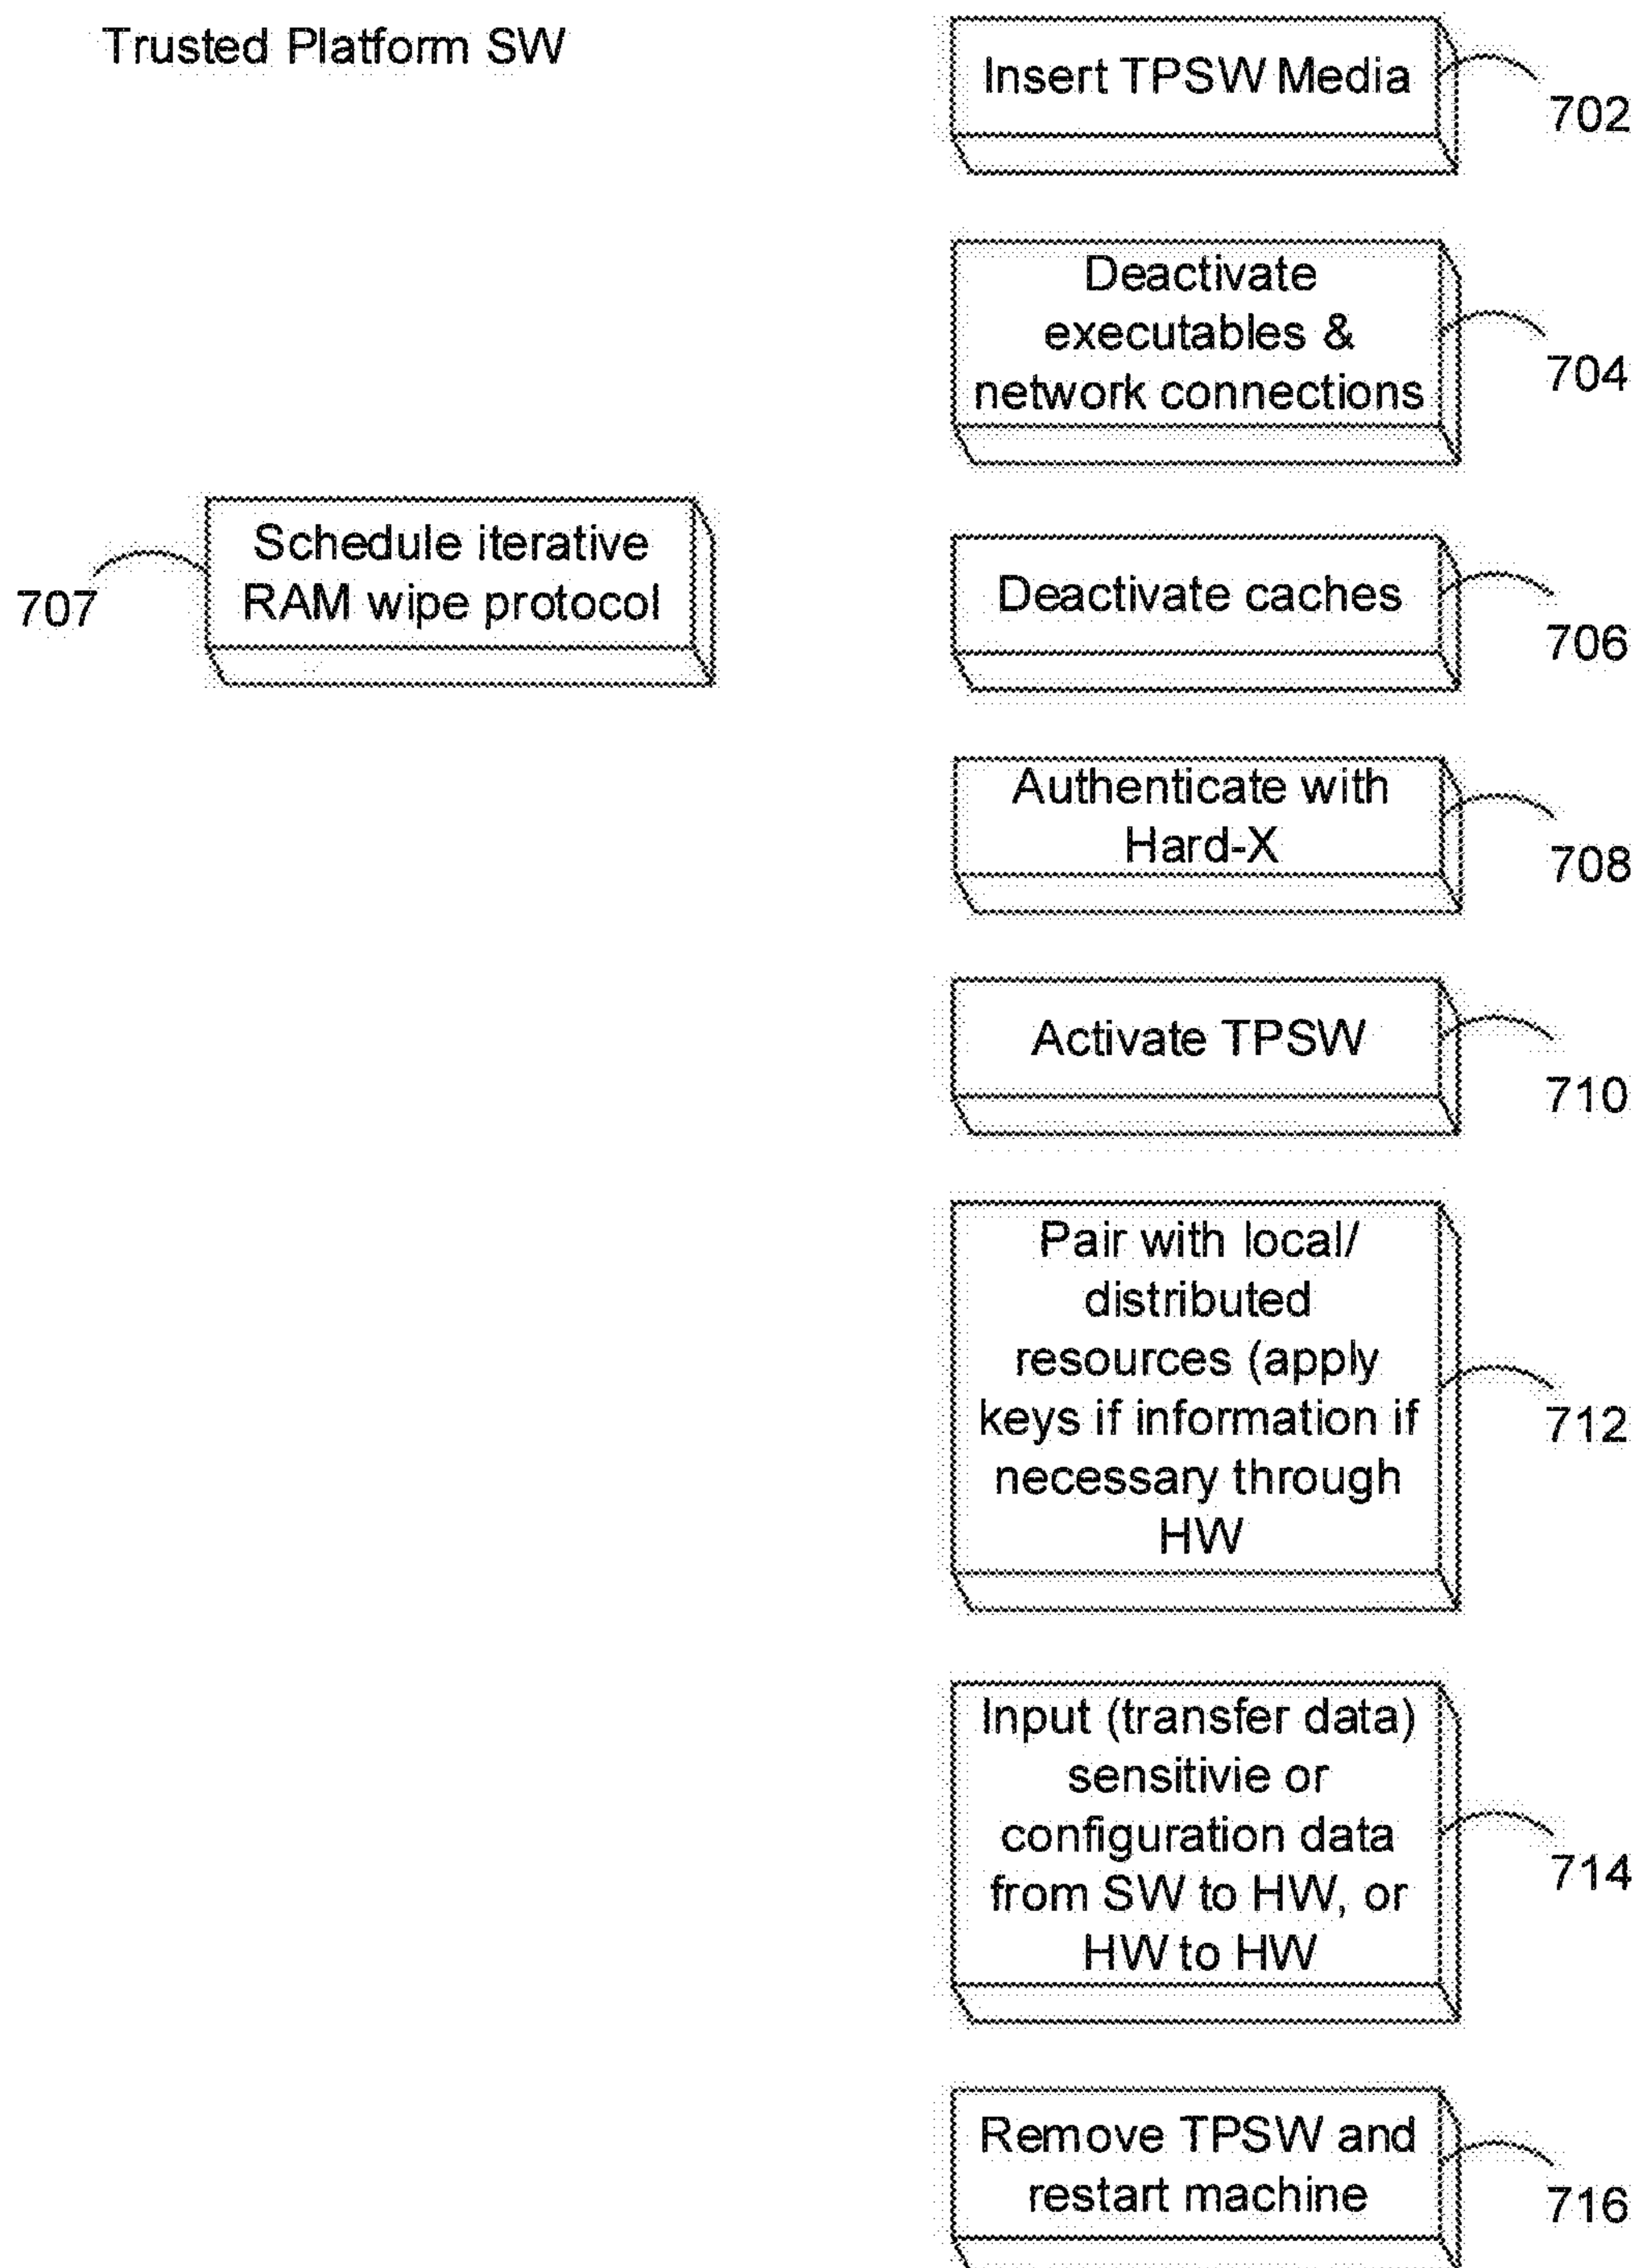 Trusted Platform SW
Insert TPSW Media
702
Deactivate
executables &
network connections
704
Schedule iterative
RAM wipe protocol
707
Deactivate caches
706
Authenticate with
Hard-X
708
Activate TPSW
710
Pair with local/
distributed
resources (apply
keys if information if
necessary through
HW
712
Input (transfer data)
sensitivie or
configuration data
from SW to HW, or
HW to HW
714
Remove TPSW and
restart machine
716